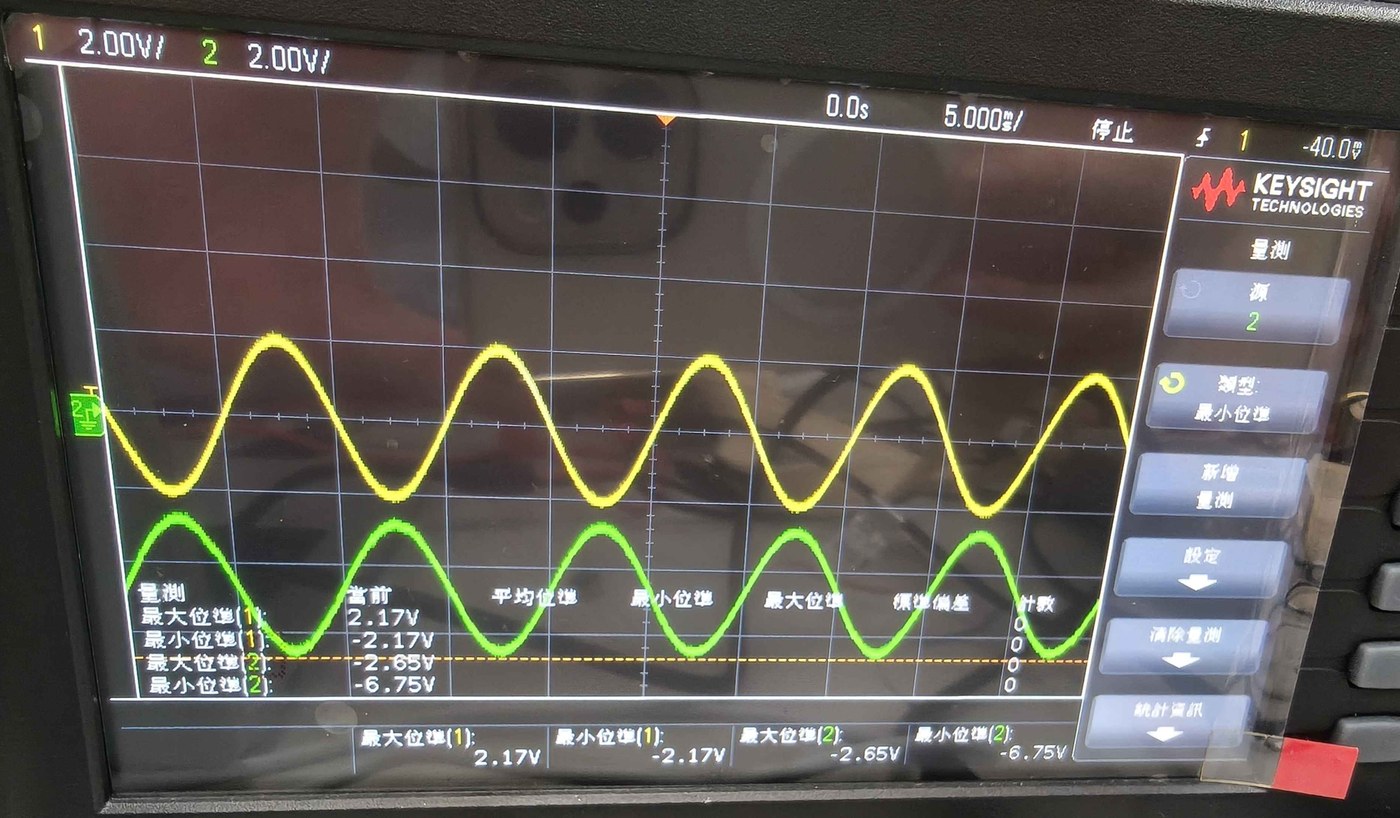 1 2.00V/ 2 2.00V/ 0.0s 5.000ms/ 停止 1 -40.0mV
KEYSIGHT
TECHNOLOGIES
量測
源
2
類型:
最小位準
新增
量測
設定
清除量測
統計資訊
2
量測 當前 平均位準 最小位準 最大位準 標準偏差 計數
最大位準(1): 2.17V 0
最小位準(1): -2.17V 0
最大位準(2): -2.65V 0
最小位準(2): -6.75V 0
最大位準(1): 最小位準(1): 最大位準(2): 最小位準(2):
2.17V -2.17V -2.65V -6.75V